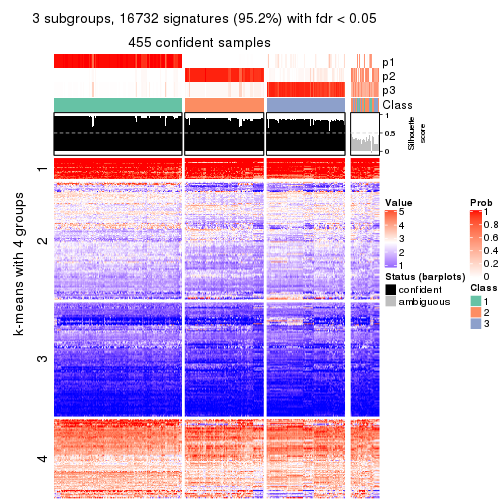 3 subgroups, 16732 signatures (95.2%) with fdr < 0.05
455 confident samples
p1
p2
p3
Class
1
0.5
0
Silhouette
score
k-means with 4 groups
1
2
3
4
Value
5
4
3
2
1
Status (barplots)
confident
ambiguous
Prob
1
0.8
0.6
0.4
0.2
0
Class
1
2
3